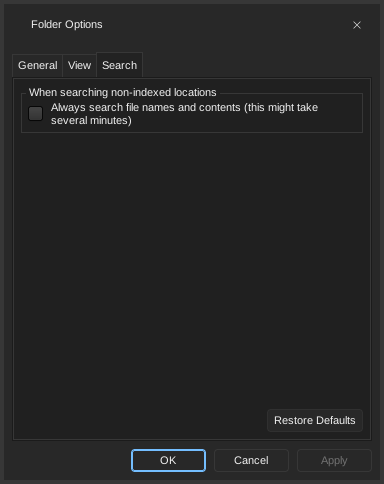 Folder Options
General View Search
When searching non-indexed locations
Always search file names and contents (this might take
several minutes)
Restore Defaults
OK Cancel Apply